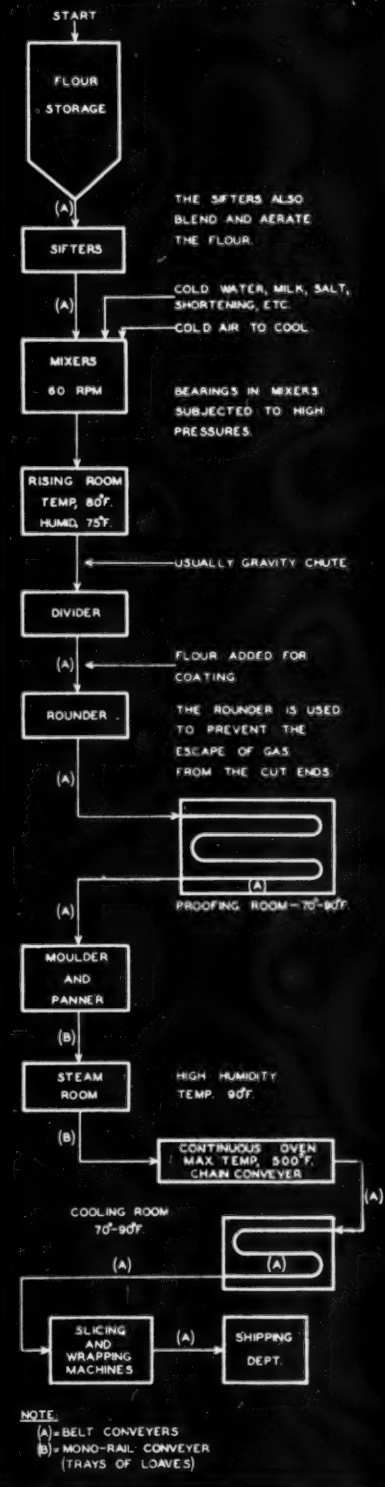 START
FLOUR
STORAGE
(A)
THE SIFTERS ALSO
BLEND AND AERATE
THE FLOUR.
SIFTERS
(A)
COLD WATER, MILK, SALT,
SHORTENING, ETC.
COLD AIR TO COOL
MIXERS
60 RPM
BEARINGS IN MIXERS
SUBJECTED TO HIGH
PRESSURES.
RISING ROOM
TEMP, 80°F.
HUMID, 75°F.
USUALLY GRAVITY CHUTE
DIVIDER
(A)
FLOUR ADDED FOR
COATING
ROUNDER
THE ROUNDER IS USED
TO PREVENT THE
ESCAPE OF GAS
FROM THE CUT ENDS
(A)
(A)
PROOFING ROOM—70°-90°F.
(A)
MOULDER
AND
PANNER
(B)
STEAM
ROOM
HIGH HUMIDITY
TEMP. 90°F.
(B)
CONTINUOUS OVEN
MAX TEMP, 500°F.
CHAIN CONVEYER
(A)
COOLING ROOM
70°-90°F.
(A)
(A)
SLICING
AND
WRAPPING
MACHINES
(A)
SHIPPING
DEPT.
NOTE:
(A)=BELT CONVEYERS
(B)=MONO-RAIL CONVEYER
(TRAYS OF LOAVES)